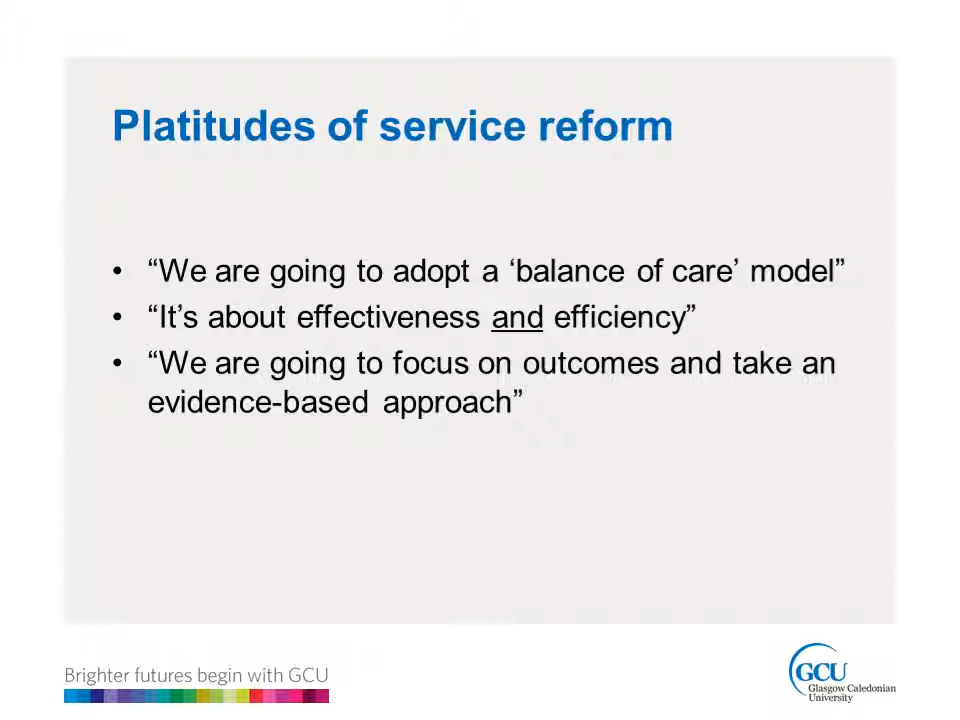 Platitudes of service reform
• “We are going to adopt a ‘balance of care’ model”
• “It’s about effectiveness and efficiency”
• “We are going to focus on outcomes and take an
evidence-based approach”
Brighter futures begin with GCU
GCU
Glasgow Caledonian
University